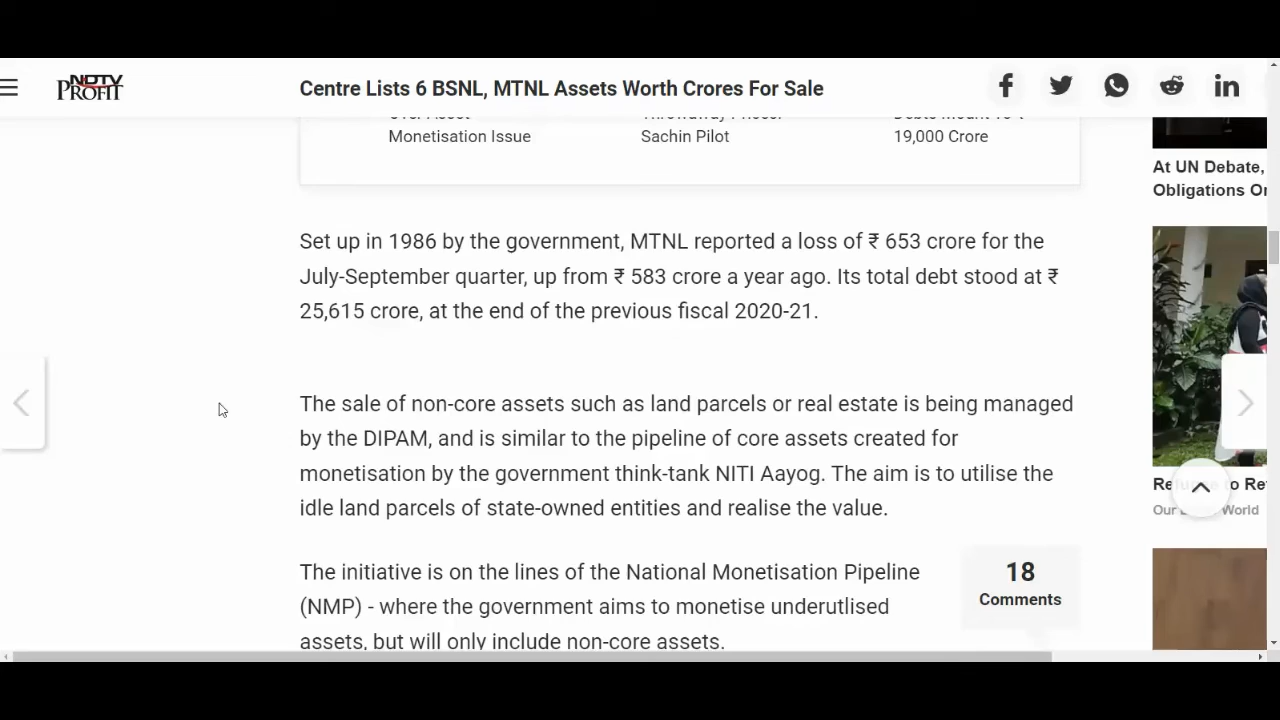 NDTV
PROFIT
Centre Lists 6 BSNL, MTNL Assets Worth Crores For Sale
Monetisation Issue
Sachin Pilot
19,000 Crore
At UN Debate,
Obligations
Set up in 1986 by the government, MTNL reported a loss of ₹ 653 crore for the
July-September quarter, up from ₹ 583 crore a year ago. Its total debt stood at ₹
25,615 crore, at the end of the previous fiscal 2020-21.
The sale of non-core assets such as land parcels or real estate is being managed
by the DIPAM, and is similar to the pipeline of core assets created for
monetisation by the government think-tank NITI Aayog. The aim is to utilise the
idle land parcels of state-owned entities and realise the value.
Our World
The initiative is on the lines of the National Monetisation Pipeline
(NMP) - where the government aims to monetise underutlised
assets, but will only include non-core assets.
18
Comments